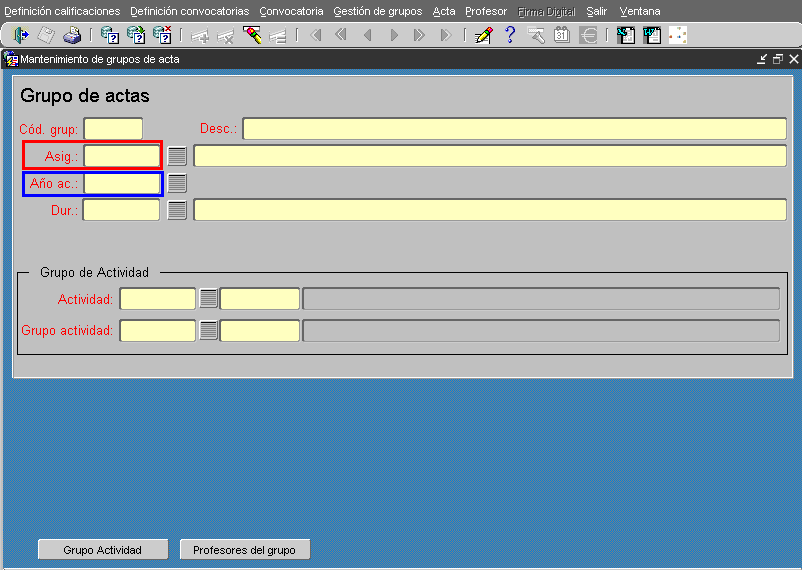 Definición calificaciones Definición convocatorias Convocatoria Gestión de grupos Acta Profesor Firma Digital Salir Ventana
Mantenimiento de grupos de acta
Grupo de actas
Cód. grup: Desc.:
Asig.:
Año ac.:
Dur.:
Grupo de Actividad
Actividad:
Grupo actividad:
Grupo Actividad Profesores del grupo